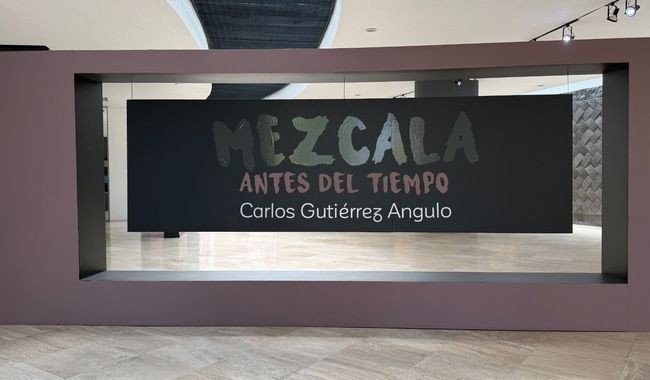 MEZCALA
ANTES DEL TIEMPO
Carlos Gutiérrez Angulo